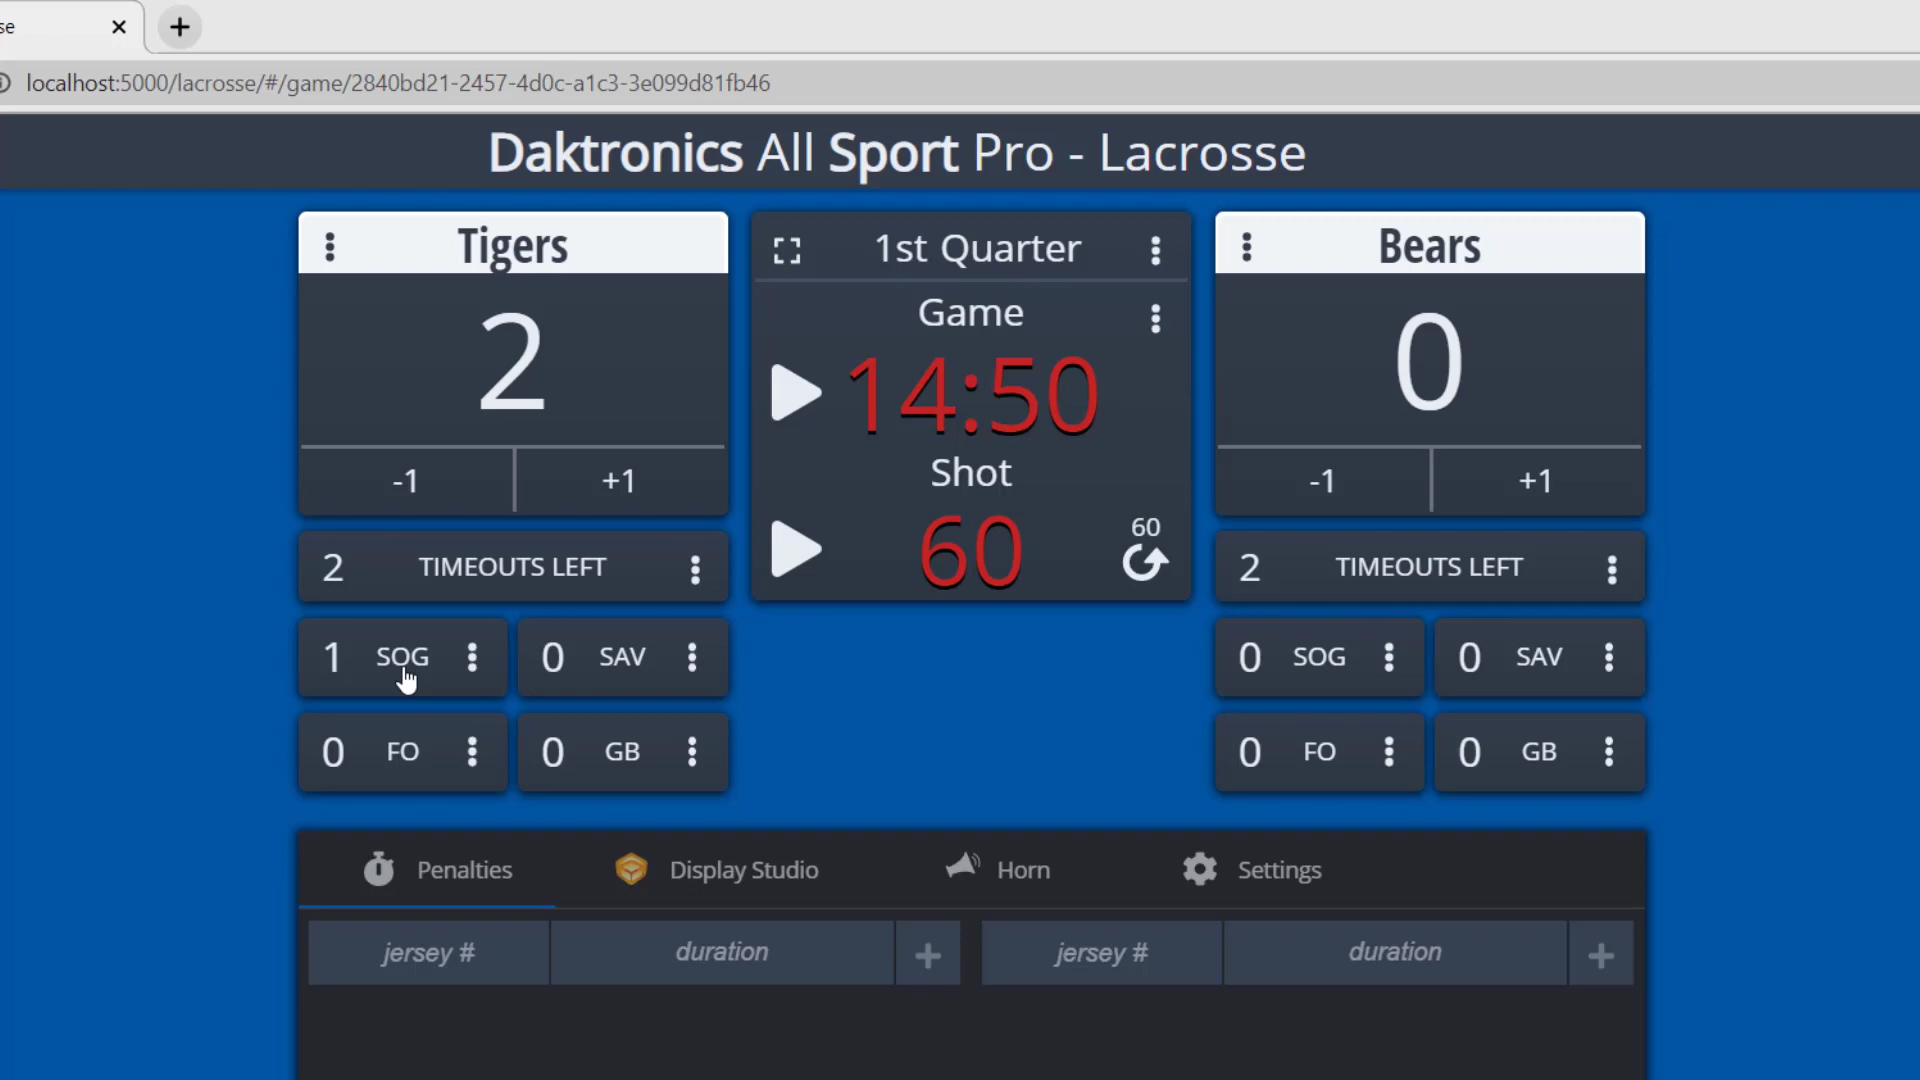 se
localhost:5000/lacrosse/#/game/2840bd21-2457-4d0c-a1c3-3e099d81fb46
Daktronics All Sport Pro - Lacrosse
Tigers
2
-1 +1
2 TIMEOUTS LEFT
1 SOG
0 SAV
0 FO
0 GB
1st Quarter
Game
14:50
Shot
60
60
Bears
0
-1 +1
2 TIMEOUTS LEFT
0 SOG
0 SAV
0 FO
0 GB
Penalties Display Studio Horn Settings
jersey # duration + jersey # duration +